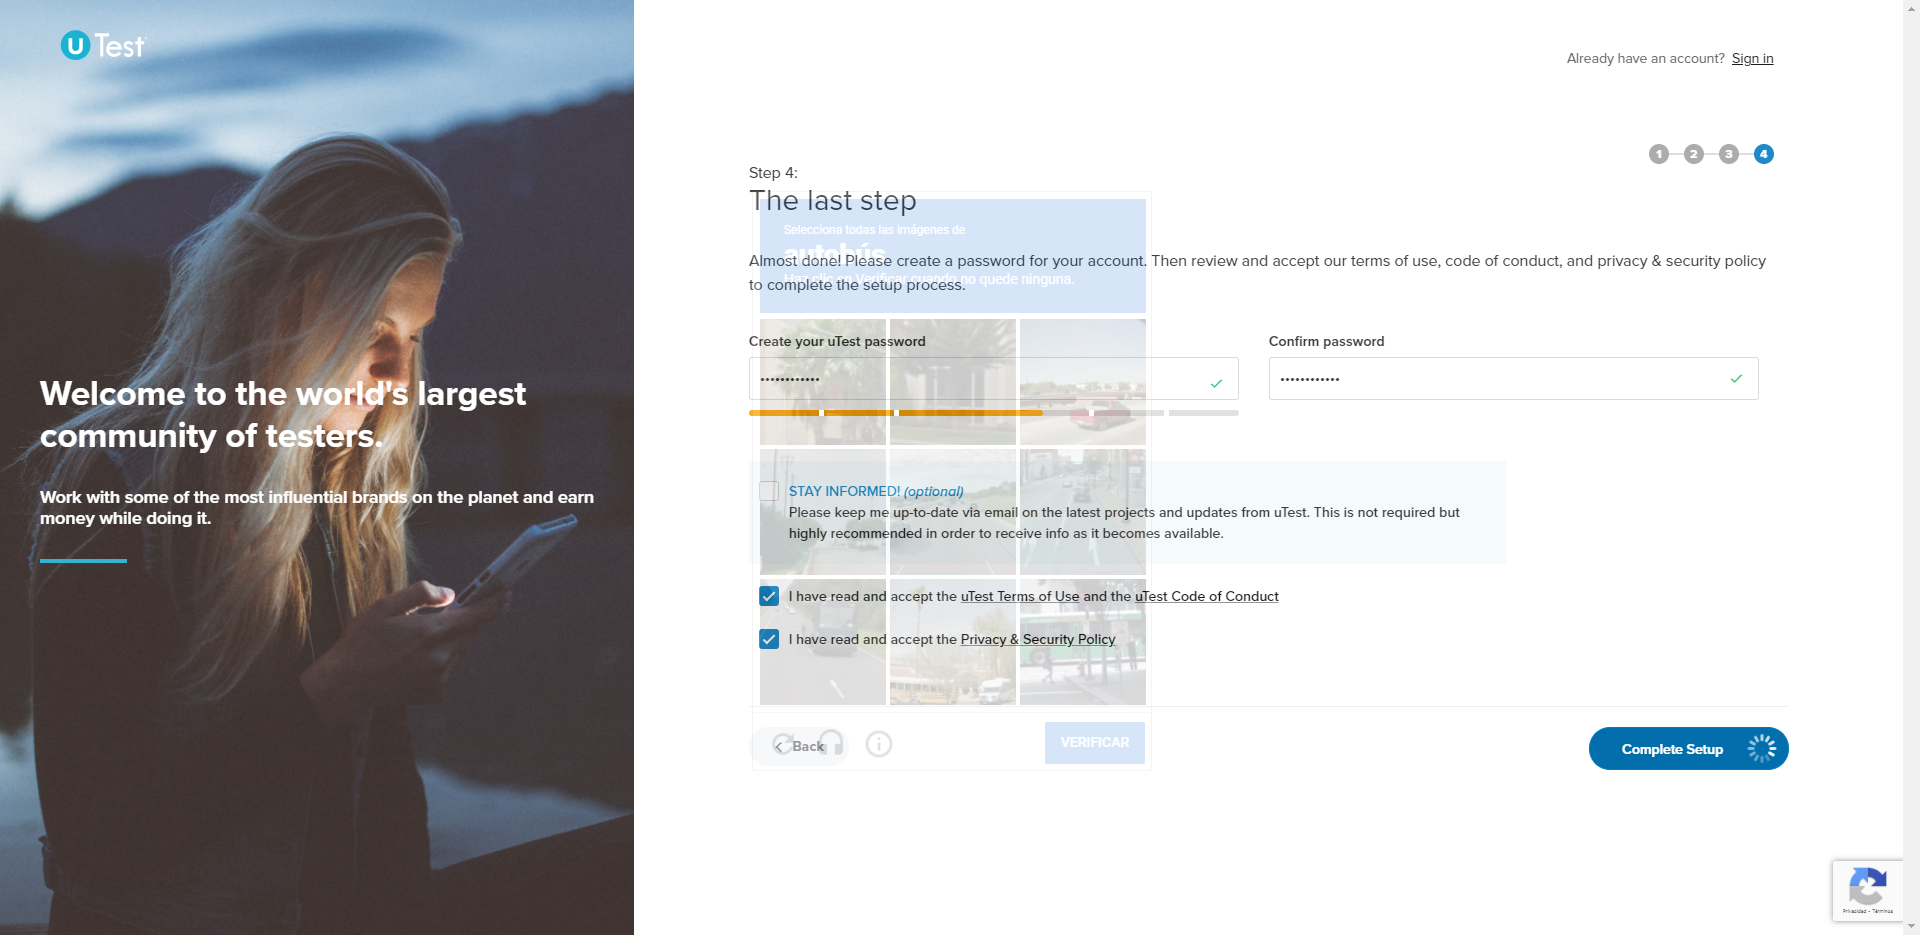 uTest
Already have an account? Sign in
1 2 3 4
Step 4:
The last step
Selecciona todas las imágenes de
autobús
Haz clic en Verificar cuando no quede ninguna.
Almost done! Please create a password for your account. Then review and accept our terms of use, code of conduct, and privacy & security policy
to complete the setup process.
Create your uTest password
Confirm password
Welcome to the world's largest
community of testers.
Work with some of the most influential brands on the planet and earn
money while doing it.
STAY INFORMED! (optional)
Please keep me up-to-date via email on the latest projects and updates from uTest. This is not required but
highly recommended in order to receive info as it becomes available.
I have read and accept the uTest Terms of Use and the uTest Code of Conduct
I have read and accept the Privacy & Security Policy
Back
VERIFICAR
Complete Setup
Privacidad - Términos